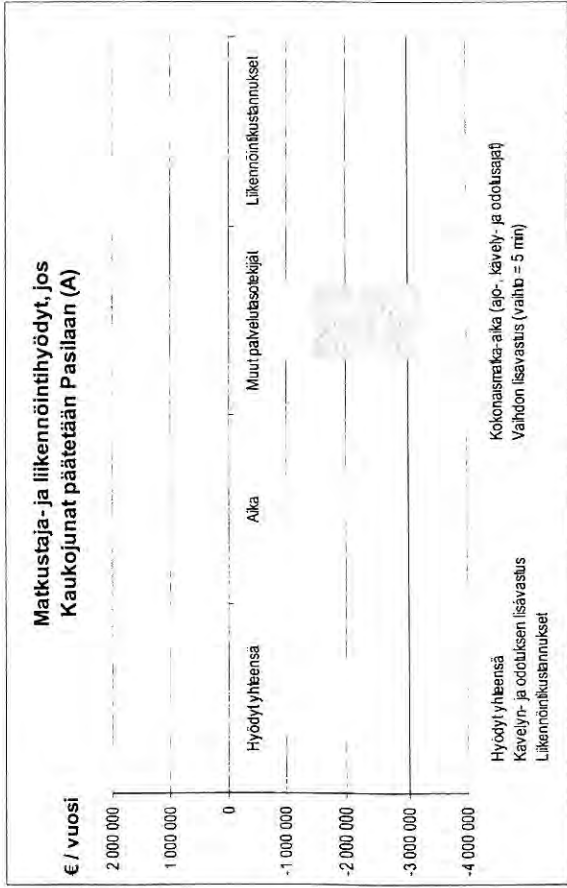 Matkustaja- ja liikennöintihyödyt, jos
Kaukojunat päätetään Pasilaan (A)
€ / vuosi
2 000 000
1 000 000
0
-1 000 000
-2 000 000
-3 000 000
-4 000 000
Hyödyt yhteensä
Aika
Muut palvelutasotekijät
Liikennöintikustannukset
Hyödyt yhteensä
Kävelyn- ja odotuksen lisävastus
Liikennöintikustannukset
Kokonaismatka-aika (ajo-, kävely- ja odotusajat)
Vaihdon lisävastus (vaihto = 5 min)